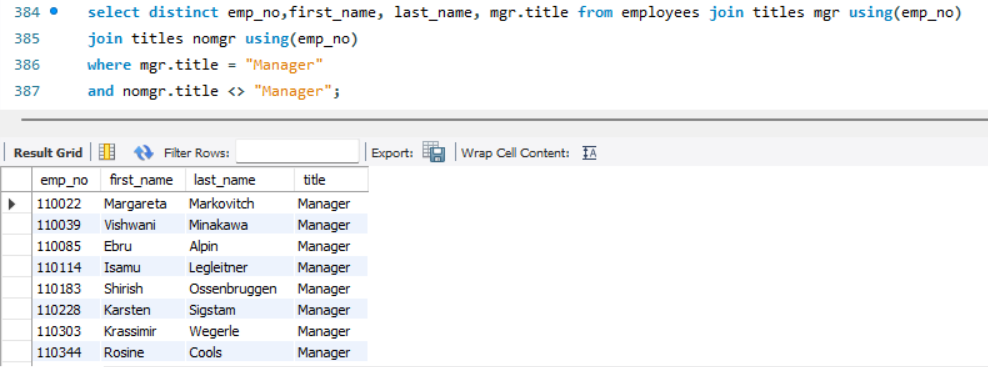 384 select distinct emp_no,first_name, last_name, mgr.title from employees join titles mgr using(emp_no)
385 join titles nomgr using(emp_no)
386 where mgr.title = "Manager"
387 and nomgr.title <> "Manager";
Result Grid Filter Rows: Export: Wrap Cell Content:
emp_no first_name last_name title
110022 Margareta Markovitch Manager
110039 Vishwani Minakawa Manager
110085 Ebru Alpin Manager
110114 Isamu Legleitner Manager
110183 Shirish Ossenbruggen Manager
110228 Karsten Sigstam Manager
110303 Krassimir Wegerle Manager
110344 Rosine Cools Manager